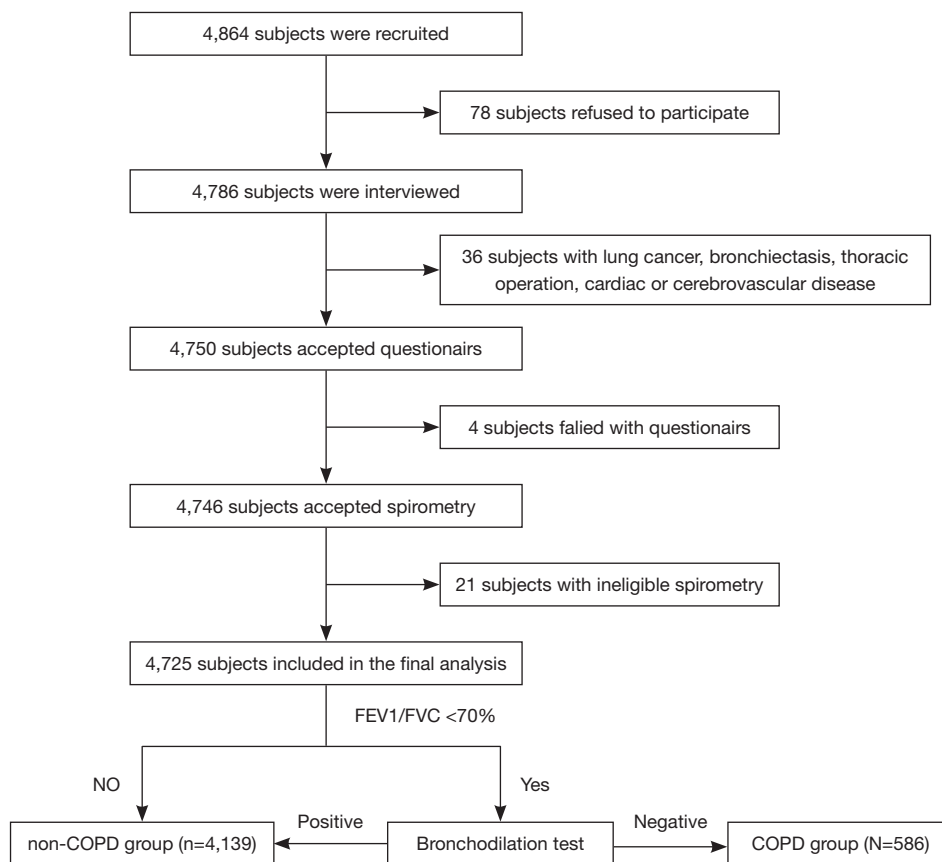 4,864 subjects were recruited
78 subjects refused to participate
4,786 subjects were interviewed
36 subjects with lung cancer, bronchiectasis, thoracic
operation, cardiac or cerebrovascular disease
4,750 subjects accepted questionairs
4 subjects falied with questionairs
4,746 subjects accepted spirometry
21 subjects with ineligible spirometry
4,725 subjects included in the final analysis
FEV1/FVC <70%
NO
Yes
non-COPD group (n=4,139)
Positive
Bronchodilation test
Negative
COPD group (N=586)